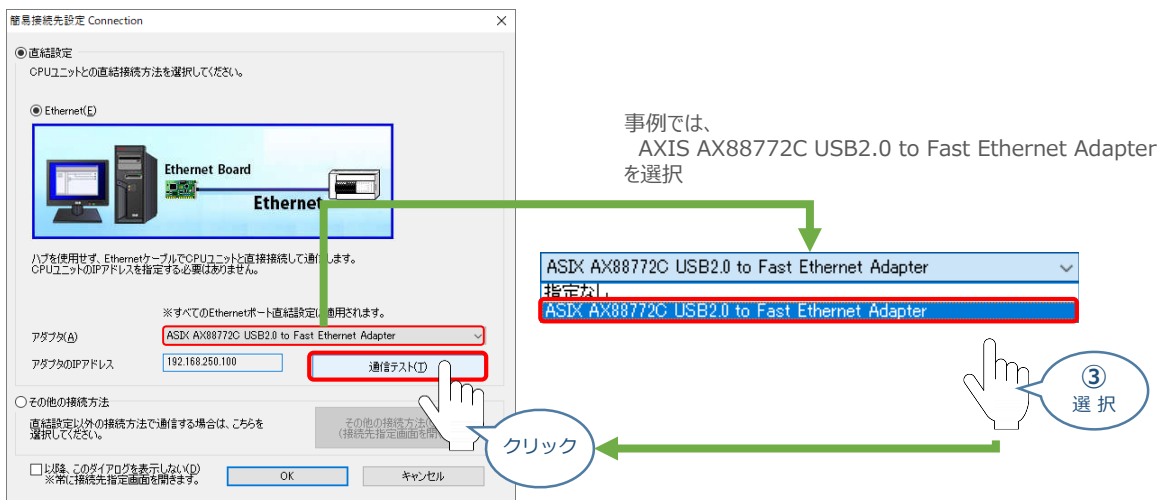 簡易接続先設定 Connection
直結設定
CPUユニットとの直結接続方法を選択してください。
Ethernet(E)
Ethernet Board
Ethernet
ハブを使用せず、EthernetケーブルでCPUユニットと直接接続して通信します。
CPUユニットのIPアドレスを指定する必要はありません。
※すべてのEthernetポート直結設定に適用されます。
アダプタ(A)
ASIX AX88772C USB2.0 to Fast Ethernet Adapter
アダプタのIPアドレス
192.168.250.100
通信テスト(T)
その他の接続方法
直結設定以外の接続方法で通信する場合は、こちらを
選択してください。
その他の接続方法
(接続先指定画面を開
以降、このダイアログを表示しない(D)
※常に接続先指定画面を開きます。
OK
キャンセル
クリック
事例では、
AXIS AX88772C USB2.0 to Fast Ethernet Adapter
を選択
ASIX AX88772C USB2.0 to Fast Ethernet Adapter
指定なし
ASIX AX88772C USB2.0 to Fast Ethernet Adapter
③
選 択